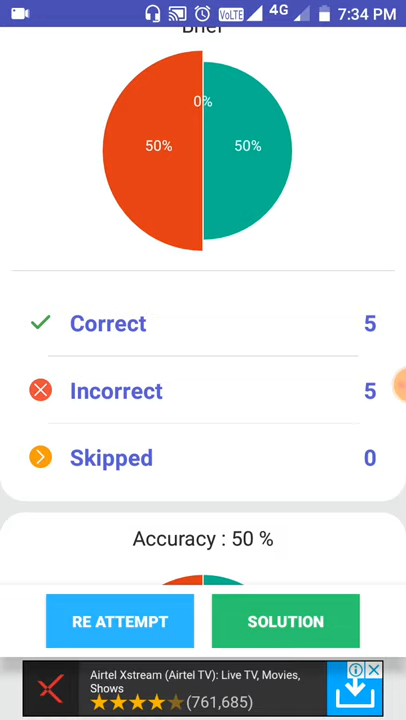 VoLTE 4G 7:34 PM
Brief
0%
50% 50%
Correct 5
Incorrect 5
Skipped 0
Accuracy : 50 %
RE ATTEMPT SOLUTION
Airtel Xstream (Airtel TV): Live TV, Movies,
Shows
(761,685)